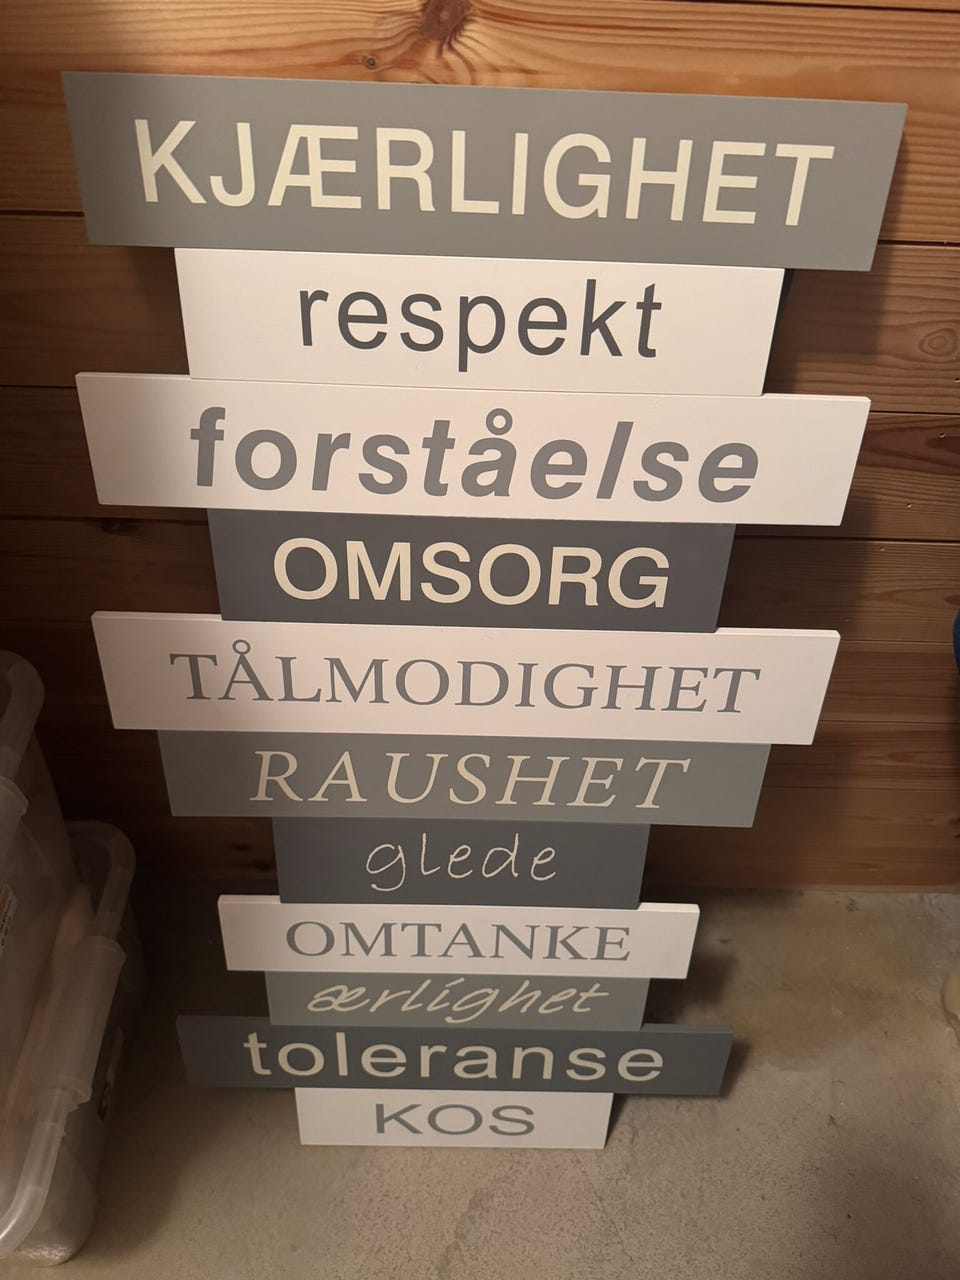 KJÆRLIGHET
respekt
forståelse
OMSORG
TÅLMODIGHET
RAUSHET
glede
OMTANKE
ærlighet
toleranse
KOS